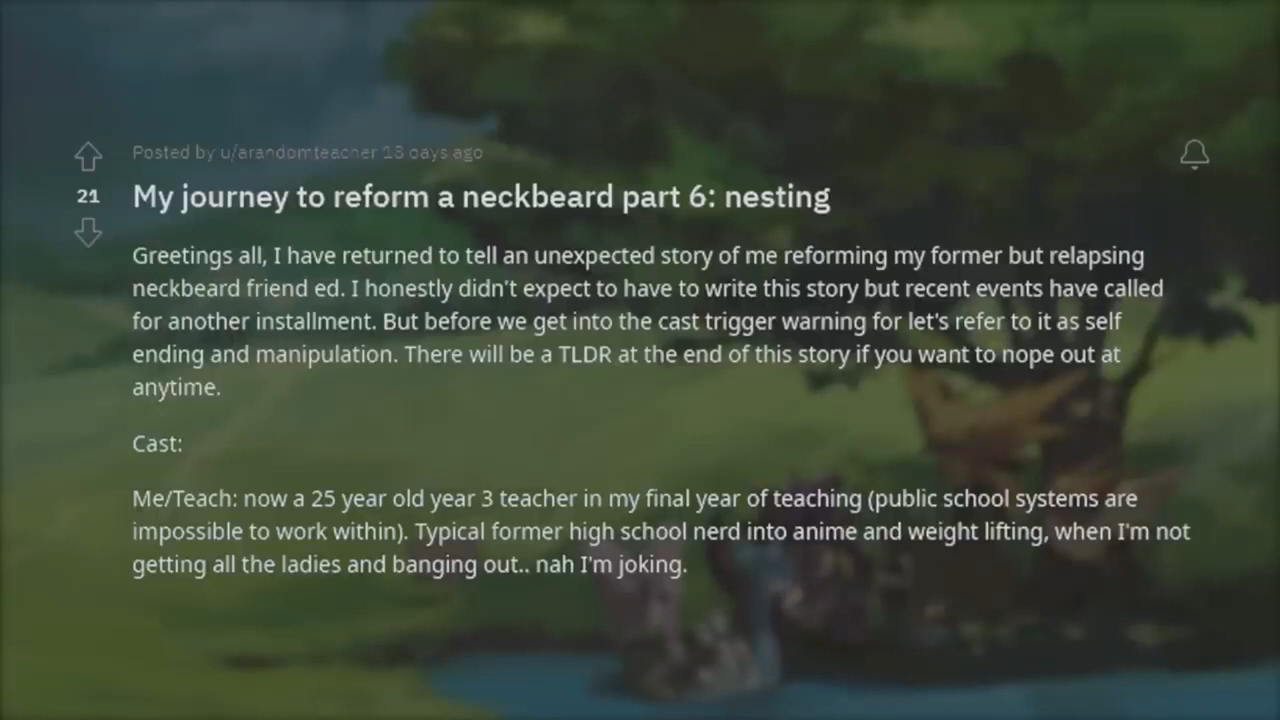 Posted by u/arandomteacher 13 days ago
21
My journey to reform a neckbeard part 6: nesting
Greetings all, I have returned to tell an unexpected story of me reforming my former but relapsing
neckbeard friend ed. I honestly didn't expect to have to write this story but recent events have called
for another installment. But before we get into the cast trigger warning for let's refer to it as self
ending and manipulation. There will be a TLDR at the end of this story if you want to nope out at
anytime.
Cast:
Me/Teach: now a 25 year old year 3 teacher in my final year of teaching (public school systems are
impossible to work within). Typical former high school nerd into anime and weight lifting, when I'm not
getting all the ladies and banging out.. nah I'm joking.